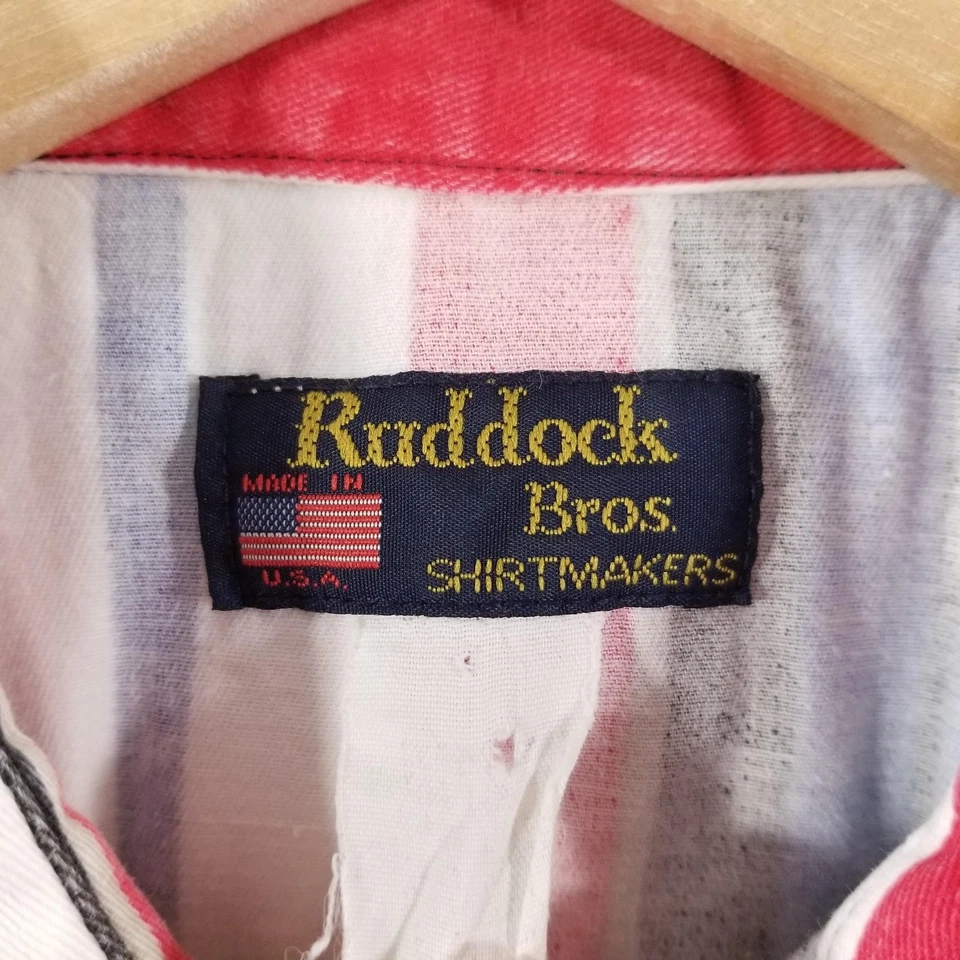 Ruddock
Bros.
MADE IN
U.S.A.
SHIRTMAKERS